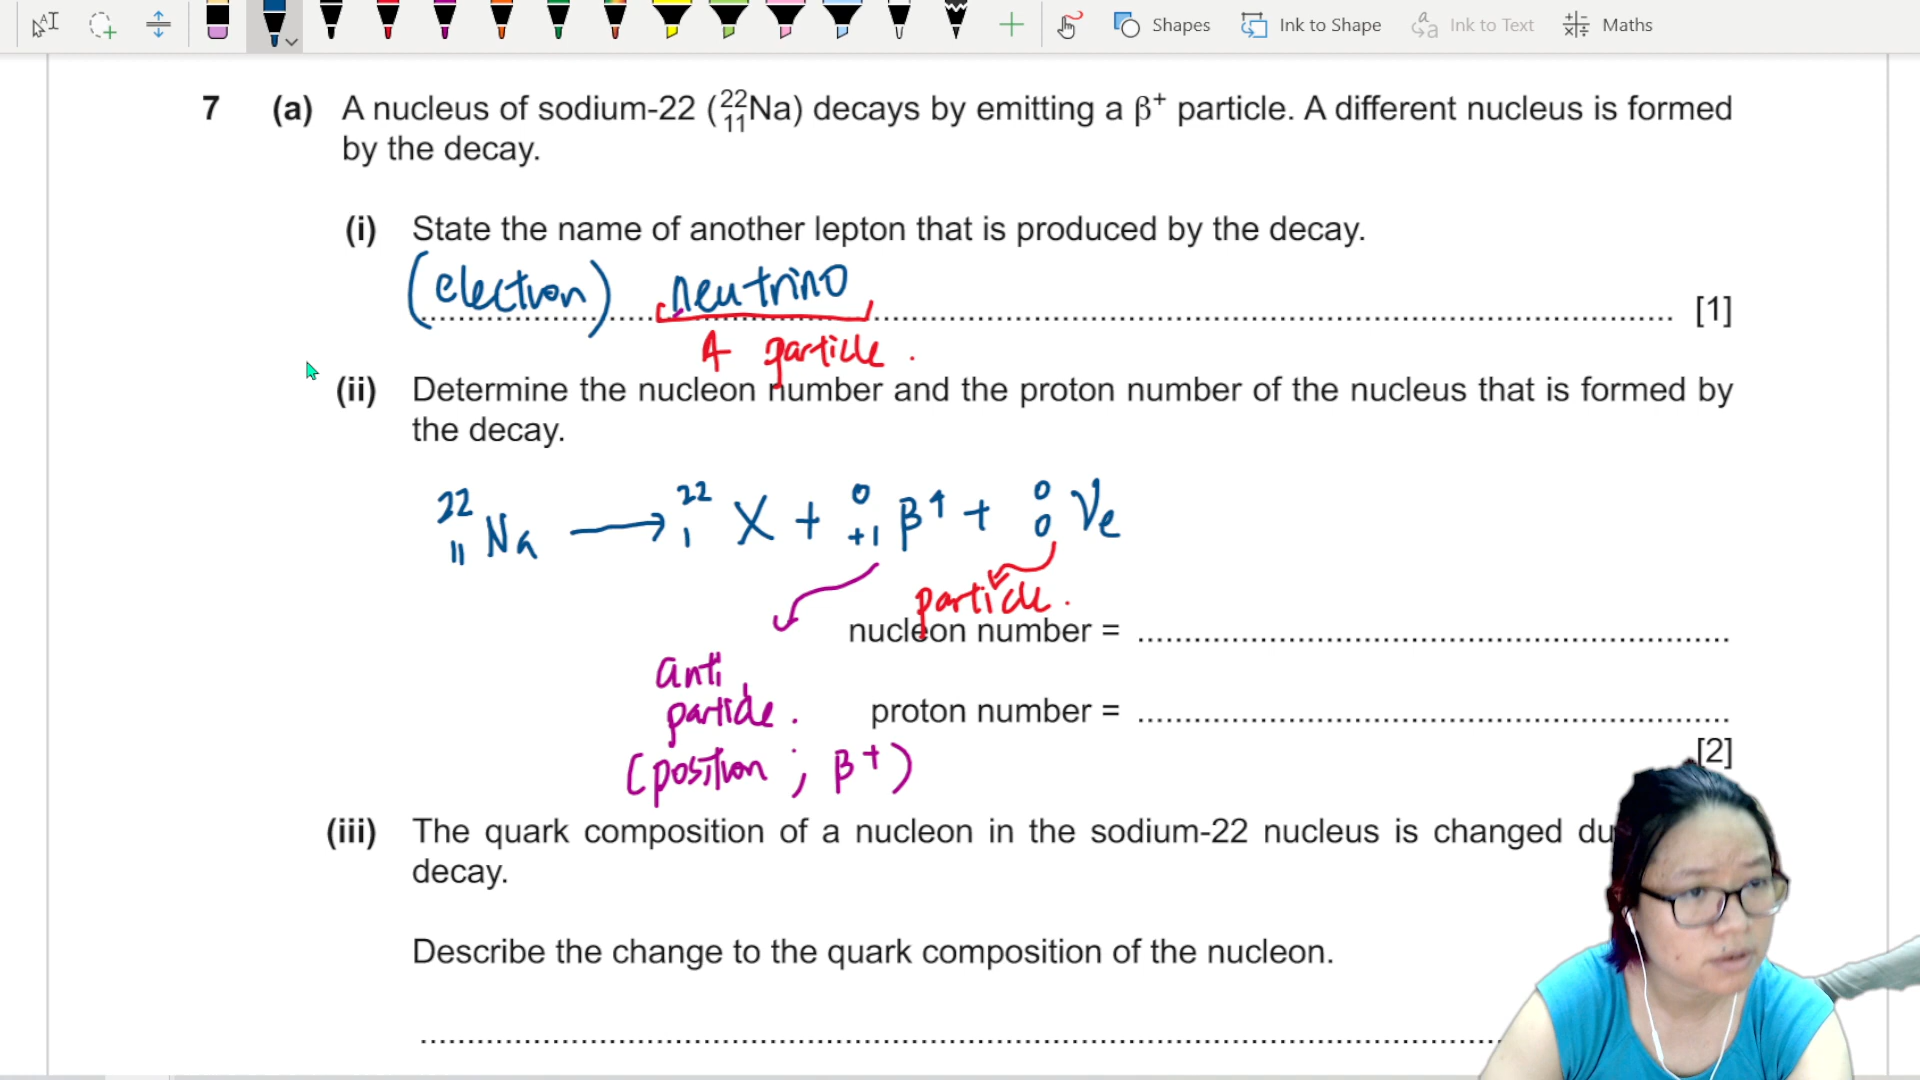 Shapes Ink to Shape Ink to Text Maths
7 (a) A nucleus of sodium-22 (²²₁₁Na) decays by emitting a β⁺ particle. A different nucleus is formed
by the decay.
(i) State the name of another lepton that is produced by the decay.
(electron) neutrino
[1]
A particle.
(ii) Determine the nucleon number and the proton number of the nucleus that is formed by
the decay.
²²₁₁Na → ²²₁X + ⁰₊₁β⁺ + ⁰₀νe
particle.
nucleon number =
anti
particle.
proton number =
[2]
(positron ; β⁺)
(iii) The quark composition of a nucleon in the sodium-22 nucleus is changed du
decay.
Describe the change to the quark composition of the nucleon.